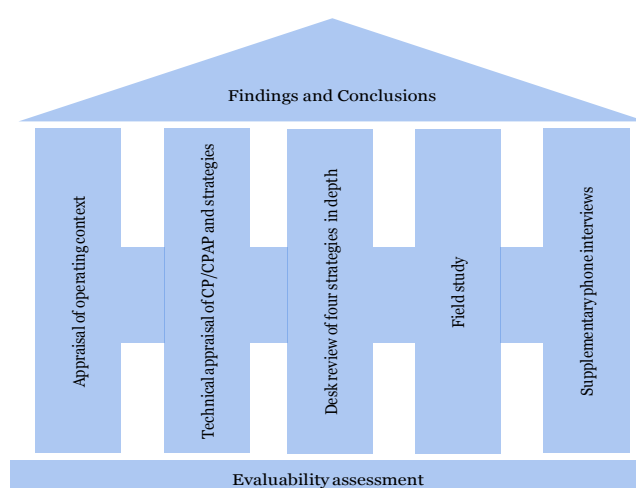 Findings and Conclusions
Appraisal of operating context
Technical appraisal of CP/CPAP and strategies
Desk review of four strategies in depth
Field study
Supplementary phone interviews
Evaluability assessment